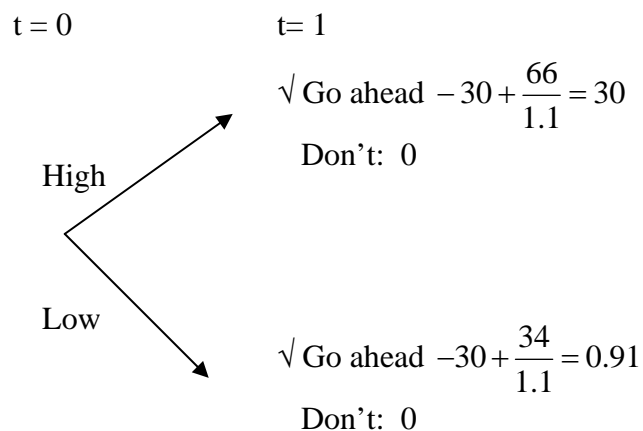 t = 0 t= 1
√ Go ahead −30 + 66/1.1 = 30
Don’t: 0
High
Low
√ Go ahead −30 + 34/1.1 = 0.91
Don’t: 0